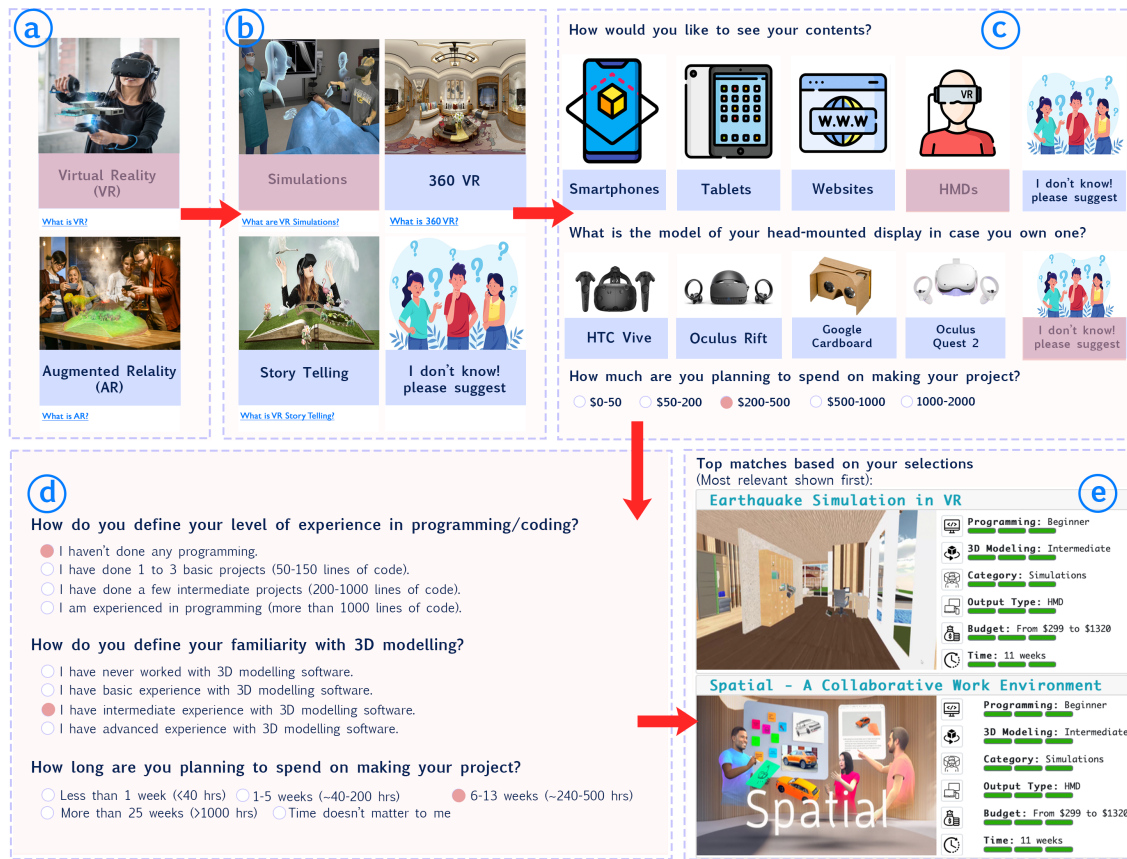 a
Virtual Reality
(VR)
What is VR?
Augmented Relality
(AR)
What is AR?
b
Simulations
What are VR Simulations?
360 VR
What is 360 VR?
Story Telling
What is VR Story Telling?
I don't know!
please suggest
c
How would you like to see your contents?
W.W.W
VR
Smartphones
Tablets
Websites
HMDs
I don't know!
please suggest
What is the model of your head-mounted display in case you own one?
HTC Vive
Oculus Rift
Google
Cardboard
Oculus
Quest 2
I don't know!
please suggest
How much are you planning to spend on making your project?
$0-50
$50-200
$200-500
$500-1000
1000-2000
d
How do you define your level of experience in programming/coding?
I haven't done any programming.
I have done 1 to 3 basic projects (50-150 lines of code).
I have done a few intermediate projects (200-1000 lines of code).
I am experienced in programming (more than 1000 lines of code).
How do you define your familiarity with 3D modelling?
I have never worked with 3D modelling software.
I have basic experience with 3D modelling software.
I have intermediate experience with 3D modelling software.
I have advanced experience with 3D modelling software.
How long are you planning to spend on making your project?
Less than 1 week (<40 hrs)
1-5 weeks (~40-200 hrs)
6-13 weeks (~240-500 hrs)
More than 25 weeks (>1000 hrs)
Time doesn't matter to me
e
Top matches based on your selections
(Most relevant shown first):
Earthquake Simulation in VR
Programming: Beginner
3D Modeling: Intermediate
Category: Simulations
Output Type: HMD
Budget: From $299 to $1320
Time: 11 weeks
Spatial - A Collaborative Work Environment
Spatial
Programming: Beginner
3D Modeling: Intermediate
Category: Simulations
Output Type: HMD
Budget: From $299 to $1320
Time: 11 weeks